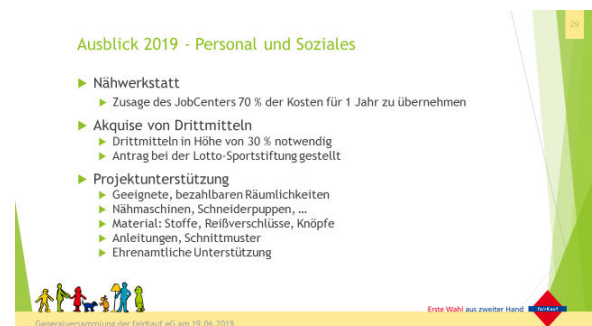 29
Ausblick 2019 - Personal und Soziales
Nähwerkstatt
Zusage des JobCenters 70 % der Kosten für 1 Jahr zu übernehmen
Akquise von Drittmitteln
Drittmitteln in Höhe von 30 % notwendig
Antrag bei der Lotto-Sportstiftung gestellt
Projektunterstützung
Geeignete, bezahlbaren Räumlichkeiten
Nähmaschinen, Schneiderpuppen, ...
Material: Stoffe, Reißverschlüsse, Knöpfe
Anleitungen, Schnittmuster
Ehrenamtliche Unterstützung
Erste Wahl aus zweiter Hand
fairKauf
Generalversammlung der fairKauf eG am 19.06.2019